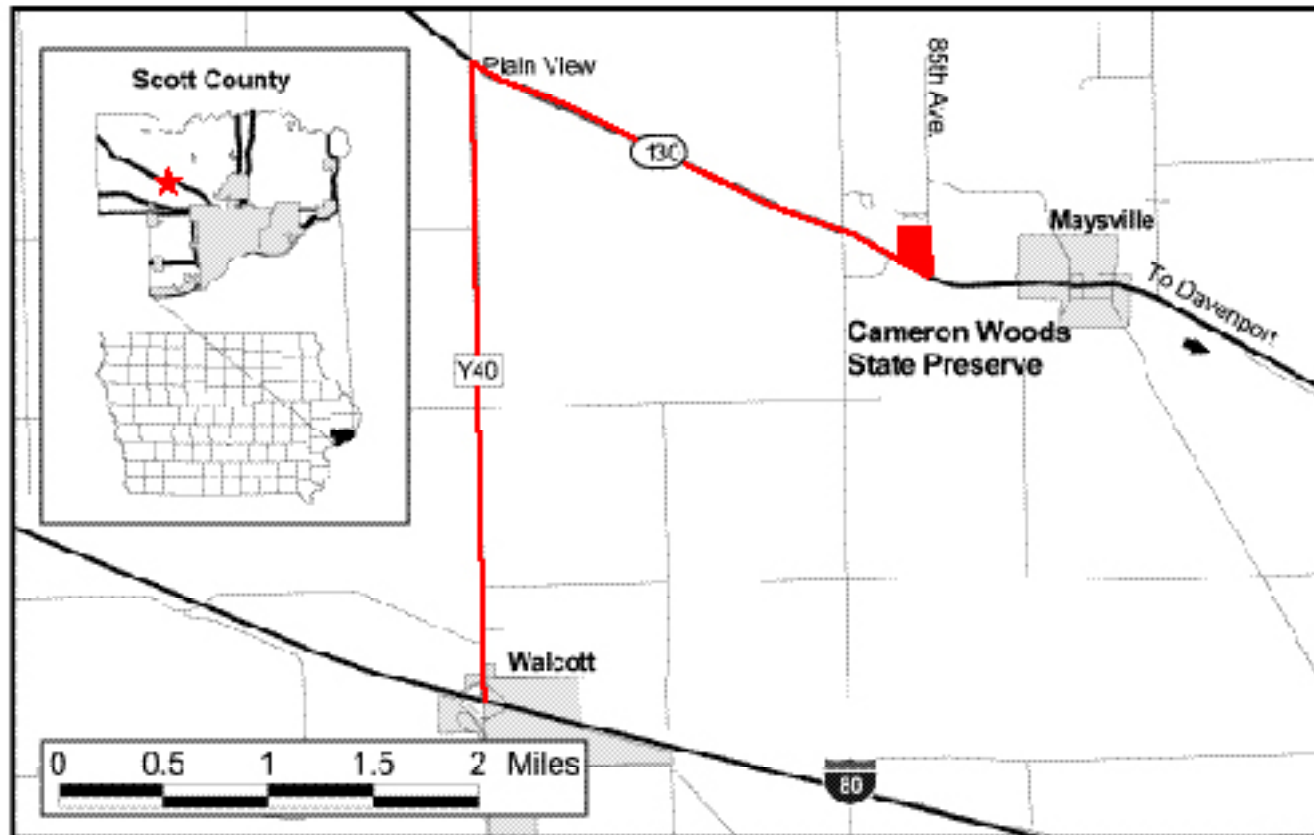 Scott County
Plain View
85th Ave.
130
Maysville
To Davenport
Cameron Woods
State Preserve
Y40
Walcott
0 0.5 1 1.5 2 Miles
80